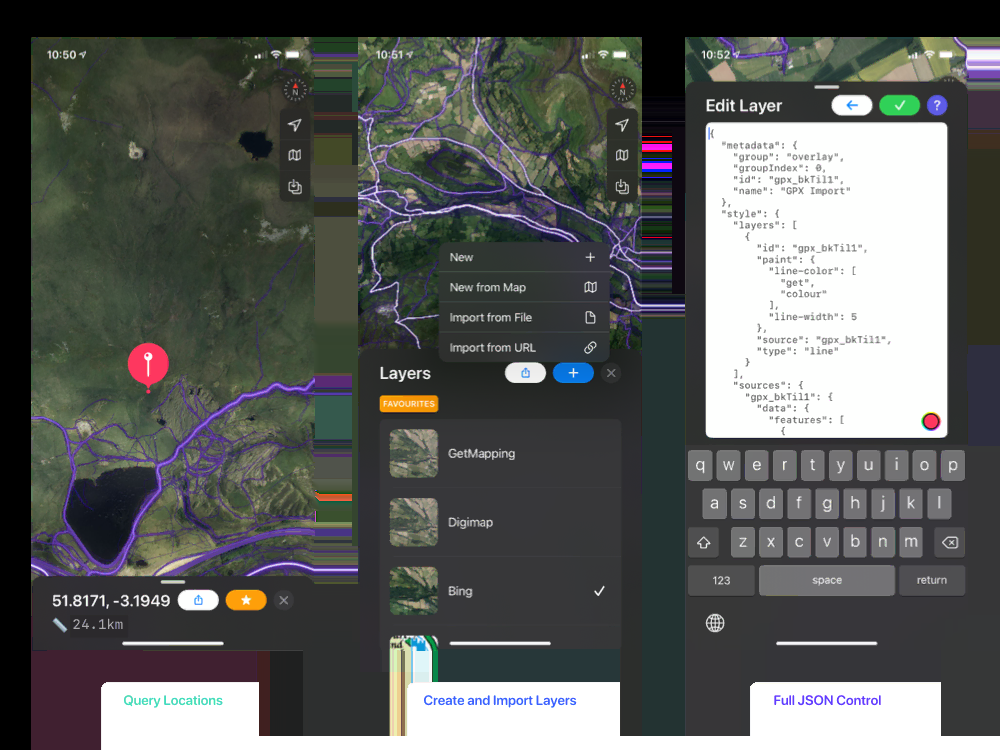 10:50
51.8171, -3.1949
24.1km
Query Locations
10:51
N
New
New from Map
Import from File
Import from URL
Layers
FAVOURITES
GetMapping
Digimap
Bing
Create and Import Layers
10:52
Edit Layer
?
{
"metadata": {
"group": "overlay",
"groupIndex": 0,
"id": "gpx_bkTil1",
"name": "GPX Import"
},
"style": {
"layers": [
{
"id": "gpx_bkTil1",
"paint": {
"line-color": [
"get",
"colour"
],
"line-width": 5
},
"source": "gpx_bkTil1",
"type": "line"
}
],
"sources": {
"gpx_bkTil1": {
"data": {
"features": [
{
q w e r t y u i o p
a s d f g h j k l
z x c v b n m
123 space return
Full JSON Control